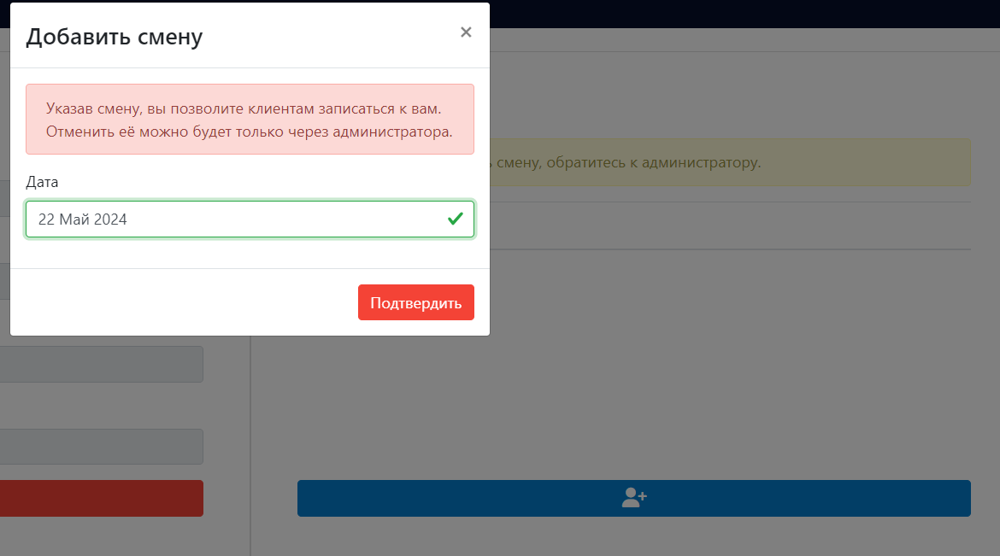 Добавить смену
×
Указав смену, вы позволите клиентам записаться к вам.
Отменить её можно будет только через администратора.
смену, обратитесь к администратору.
Дата
22 Май 2024
Подтвердить